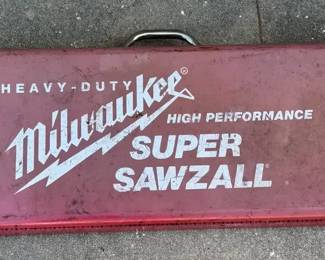 HEAVY-DUTY
Milwaukee®
HIGH PERFORMANCE
SUPER
SAWZALL®